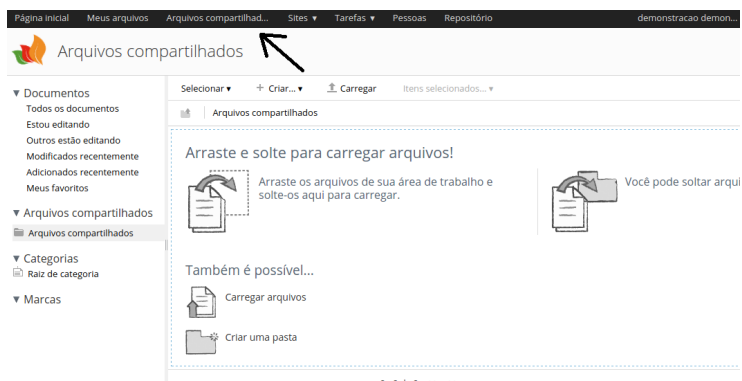 Página inicial Meus arquivos Arquivos compartilhad... Sites ▾ Tarefas ▾ Pessoas Repositório demonstracao demon...
Arquivos compartilhados
Documentos
Todos os documentos
Estou editando
Outros estão editando
Modificados recentemente
Adicionados recentemente
Meus favoritos
Arquivos compartilhados
Arquivos compartilhados
Categorias
Raiz de categoria
Marcas
Selecionar ▾ + Criar... ▾ Carregar Itens selecionados... ▾
Arquivos compartilhados
Arraste e solte para carregar arquivos!
Arraste os arquivos de sua área de trabalho e
solte-os aqui para carregar.
Você pode soltar arqui
Também é possível...
Carregar arquivos
Criar uma pasta